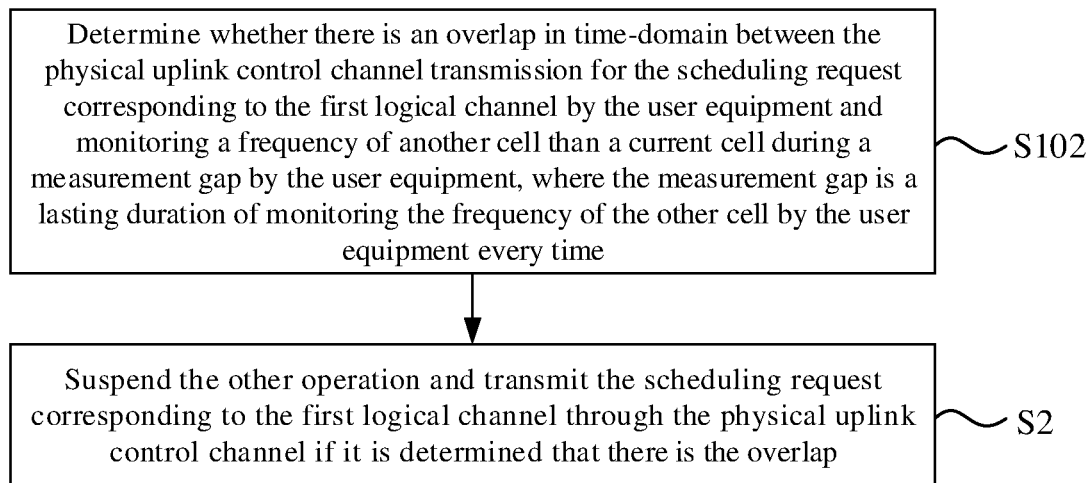 Determine whether there is an overlap in time-domain between the
physical uplink control channel transmission for the scheduling request
corresponding to the first logical channel by the user equipment and
monitoring a frequency of another cell than a current cell during a
measurement gap by the user equipment, where the measurement gap is a
lasting duration of monitoring the frequency of the other cell by the user
equipment every time
S102
Suspend the other operation and transmit the scheduling request
corresponding to the first logical channel through the physical uplink
control channel if it is determined that there is the overlap
S2